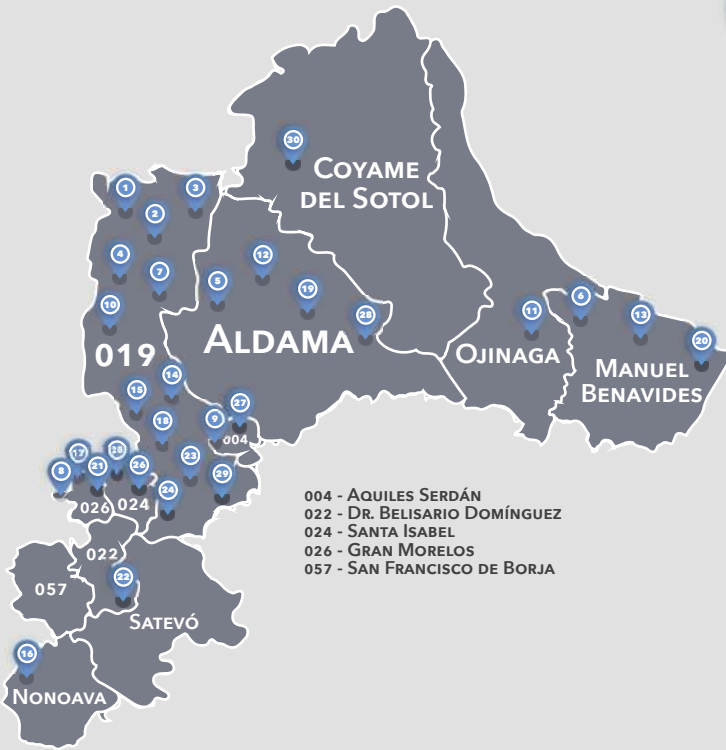 30
COYAME
DEL SOTOL
1
3
2
4
12
7
5
19
10
28
6
11
13
ALDAMA
20
019
OJINAGA
MANUEL
BENAVIDES
14
15
27
9
18
004
17
28
23
8
21
26
29
24
026
024
004 - AQUILES SERDÁN
022 - DR. BELISARIO DOMÍNGUEZ
024 - SANTA ISABEL
026 - GRAN MORELOS
057 - SAN FRANCISCO DE BORJA
022
22
057
SATEVÓ
16
NONOAVA